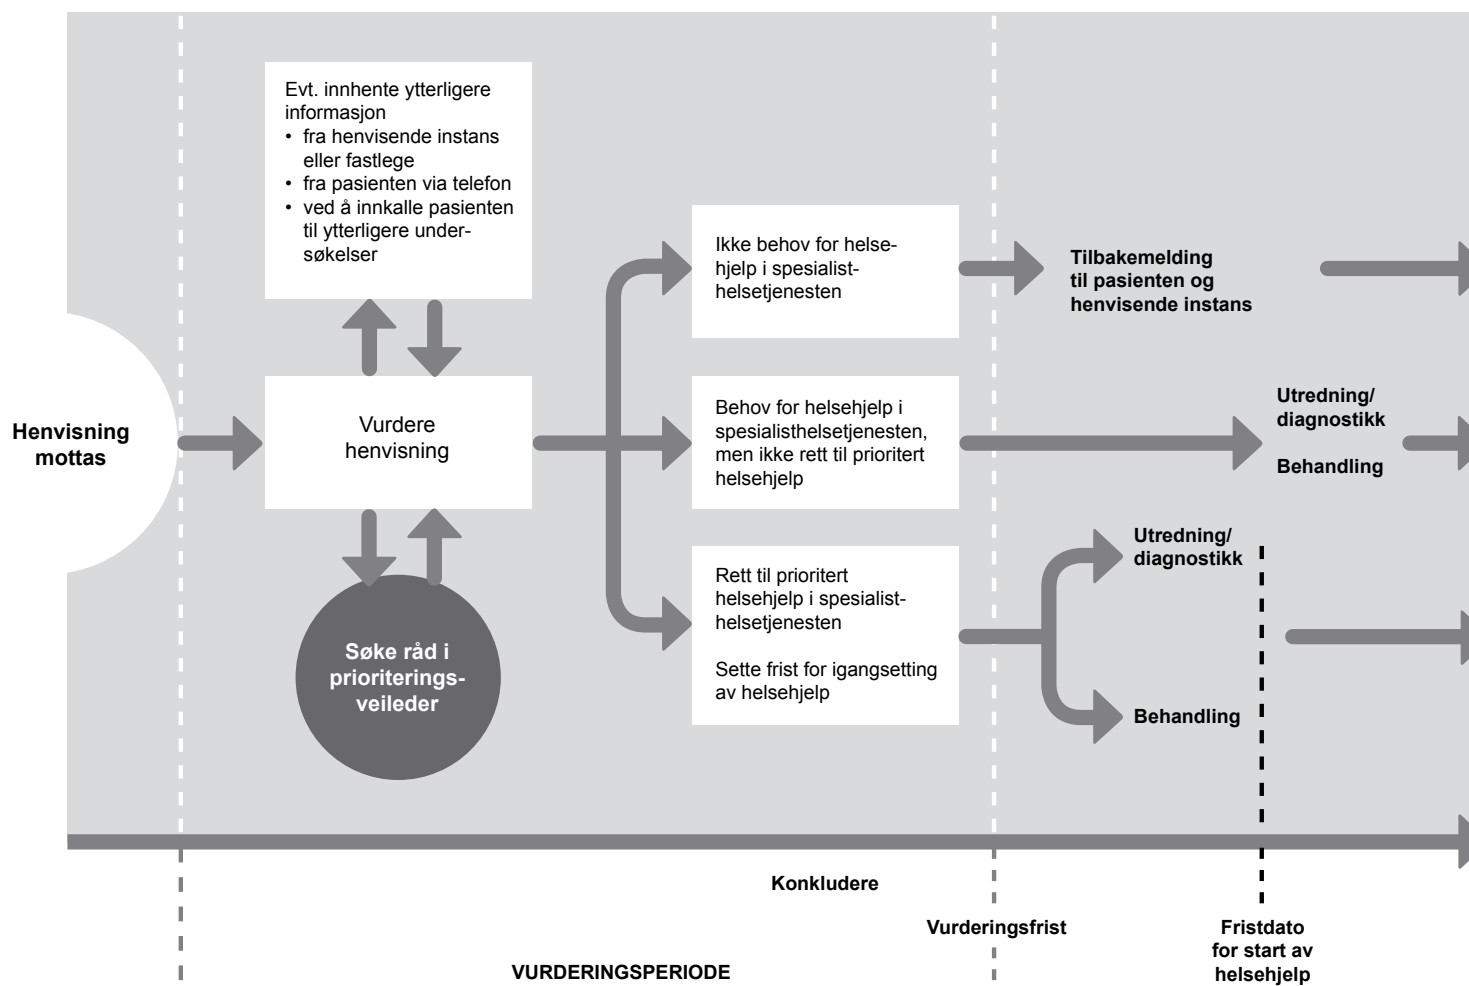 Henvisning
mottas
Evt. innhente ytterligere
informasjon
• fra henvisende instans
eller fastlege
• fra pasienten via telefon
• ved å innkalle pasienten
til ytterligere under-
søkelser
Vurdere
henvisning
Søke råd i
prioriterings-
veileder
Ikke behov for helse-
hjelp i spesialist-
helsetjenesten
Tilbakemelding
til pasienten og
henvisende instans
Behov for helsehjelp i
spesialisthelsetjenesten,
men ikke rett til prioritert
helsehjelp
Utredning/
diagnostikk
Behandling
Rett til prioritert
helsehjelp i spesialist-
helsetjenesten
Sette frist for igangsetting
av helsehjelp
Utredning/
diagnostikk
Behandling
Konkludere
Vurderingsfrist
Fristdato
for start av
helsehjelp
VURDERINGSPERIODE